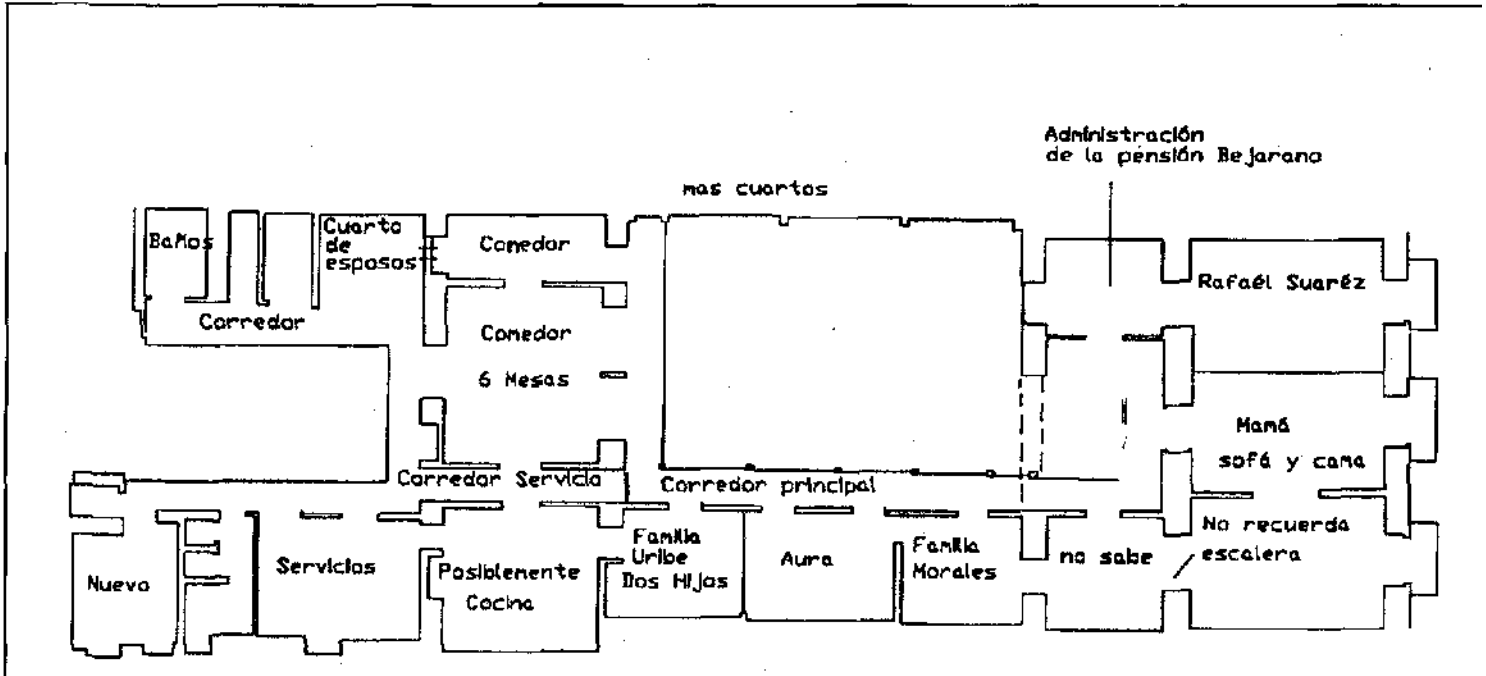 Administración
de la pensión Bejarano
mas cuartos
Baños
Cuarto
de
esposos
Comedor
Rafaél Suaréz
Corredor
Comedor
6 Mesas
Mamá
sofá y cama
Corredor Servicio
Corredor principal
No recuerda
escalera
Familia
Uribe
Dos Hijas
Aura
Familia
Morales
no sabe
Servicios
Nuevo
Posiblemente
Cocina